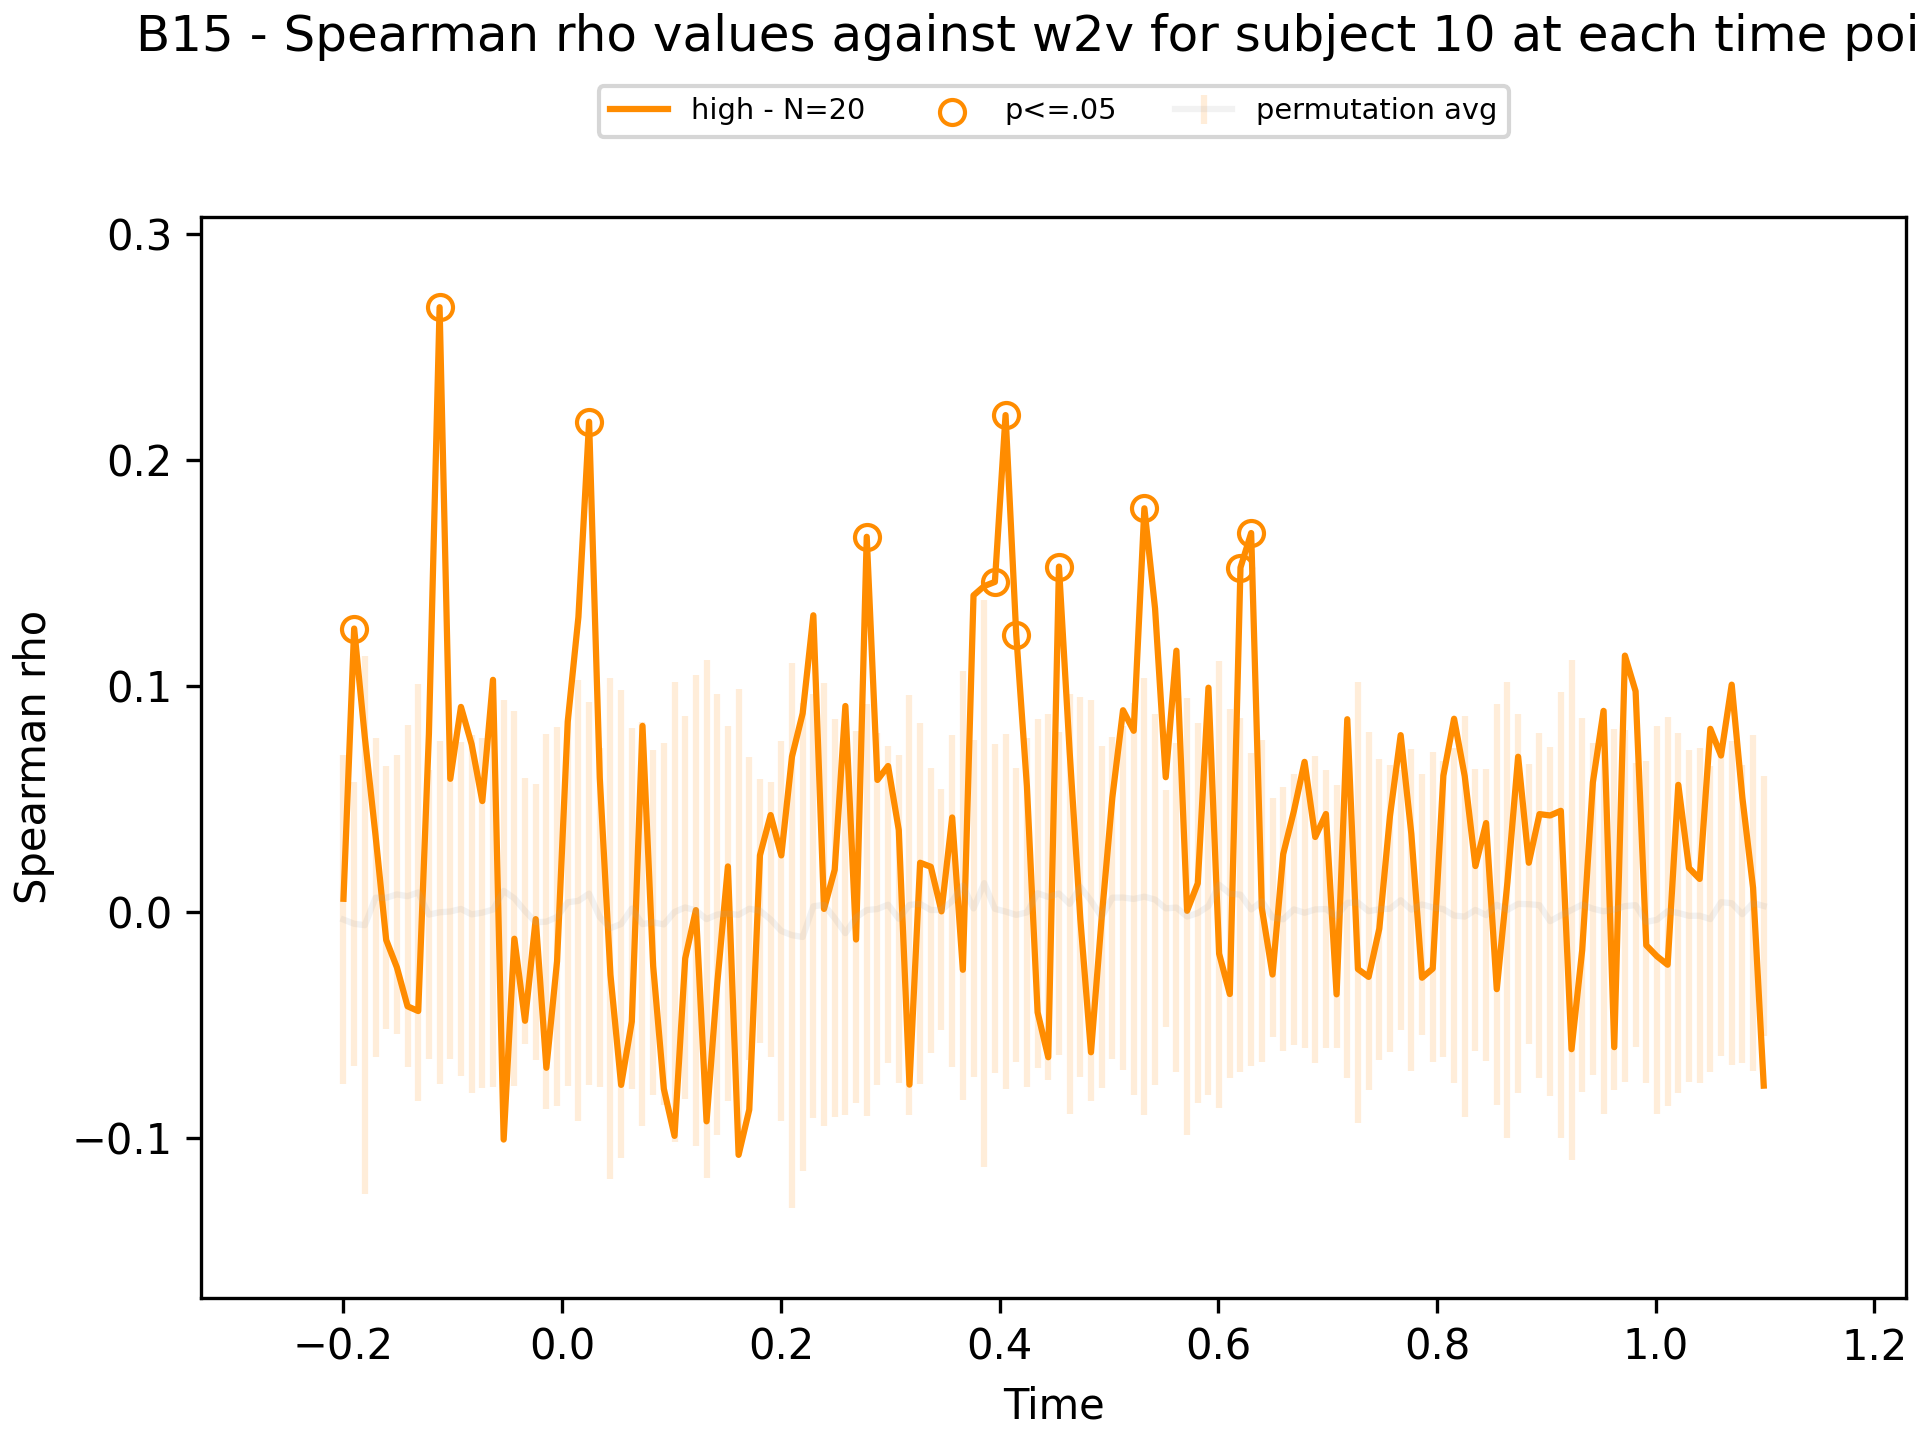 B15 - Spearman rho values against w2v for subject 10 at each time poi
high - N=20
p<=.05
permutation avg
0.3
0.2
0.1
0.0
−0.1
Spearman rho
−0.2 0.0 0.2 0.4 0.6 0.8 1.0 1.2
Time